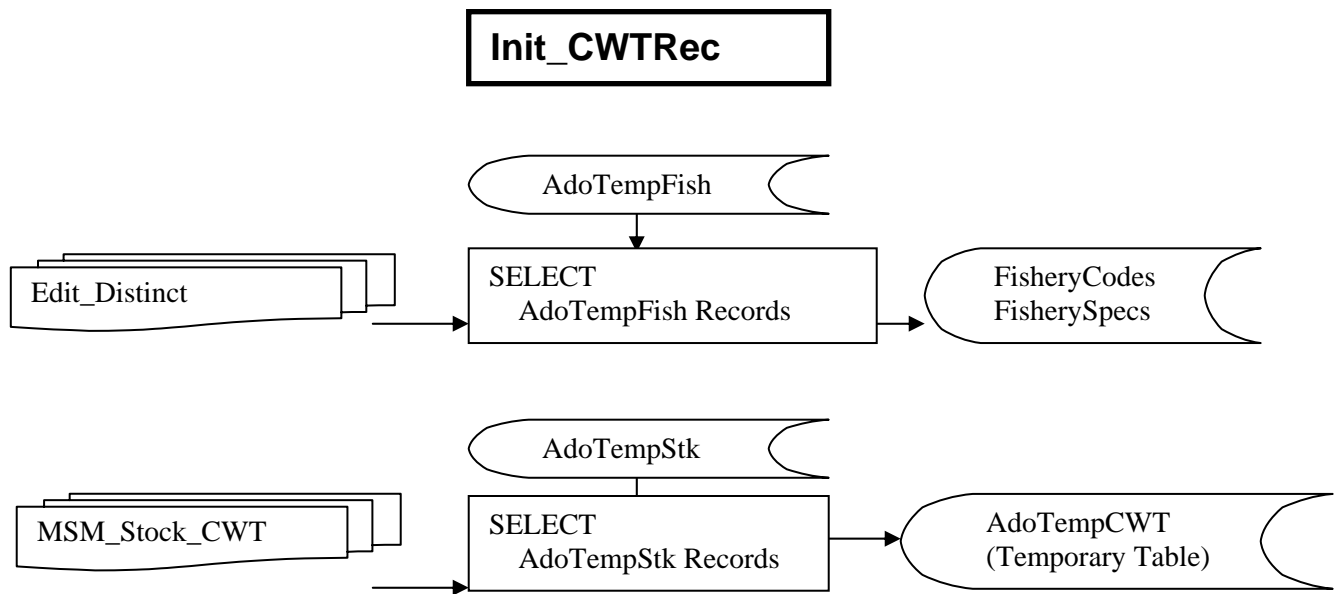 Init_CWTRec
AdoTempFish
Edit_Distinct
SELECT
AdoTempFish Records
FisheryCodes
FisherySpecs
AdoTempStk
MSM_Stock_CWT
SELECT
AdoTempStk Records
AdoTempCWT
(Temporary Table)